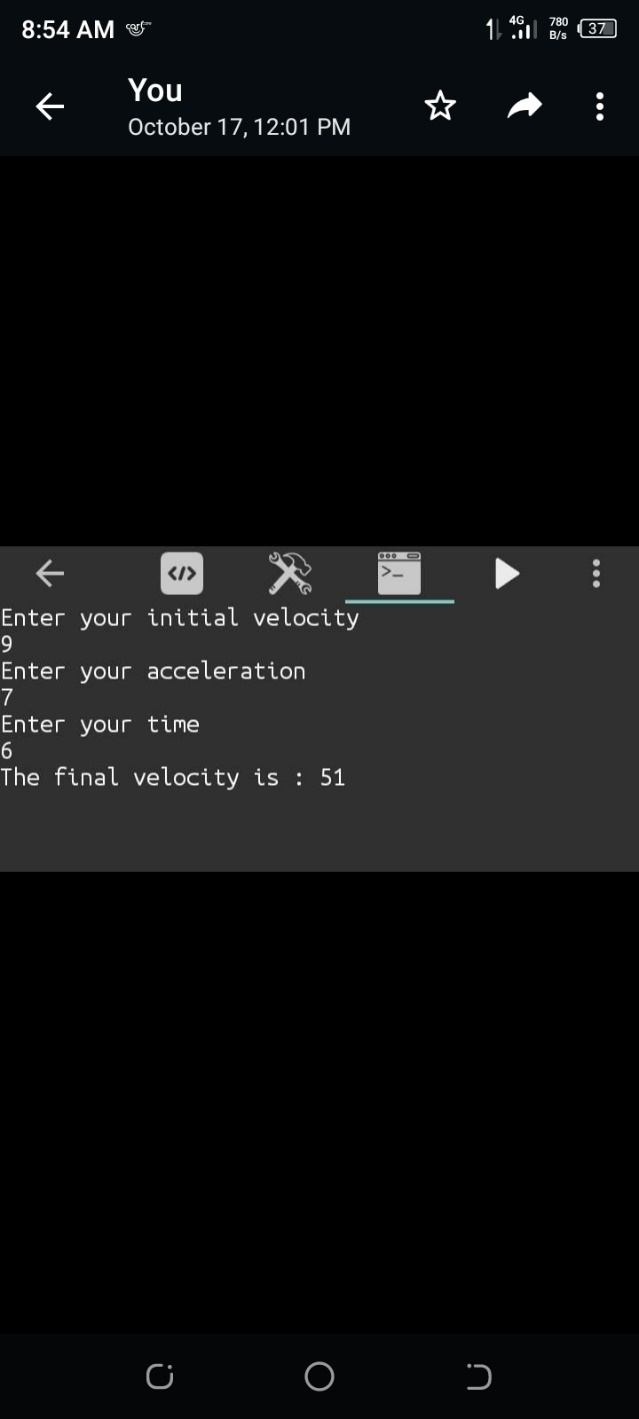 8:54 AM
4G
780
B/s
37
You
October 17, 12:01 PM
</>
>_
Enter your initial velocity
9
Enter your acceleration
7
Enter your time
6
The final velocity is : 51